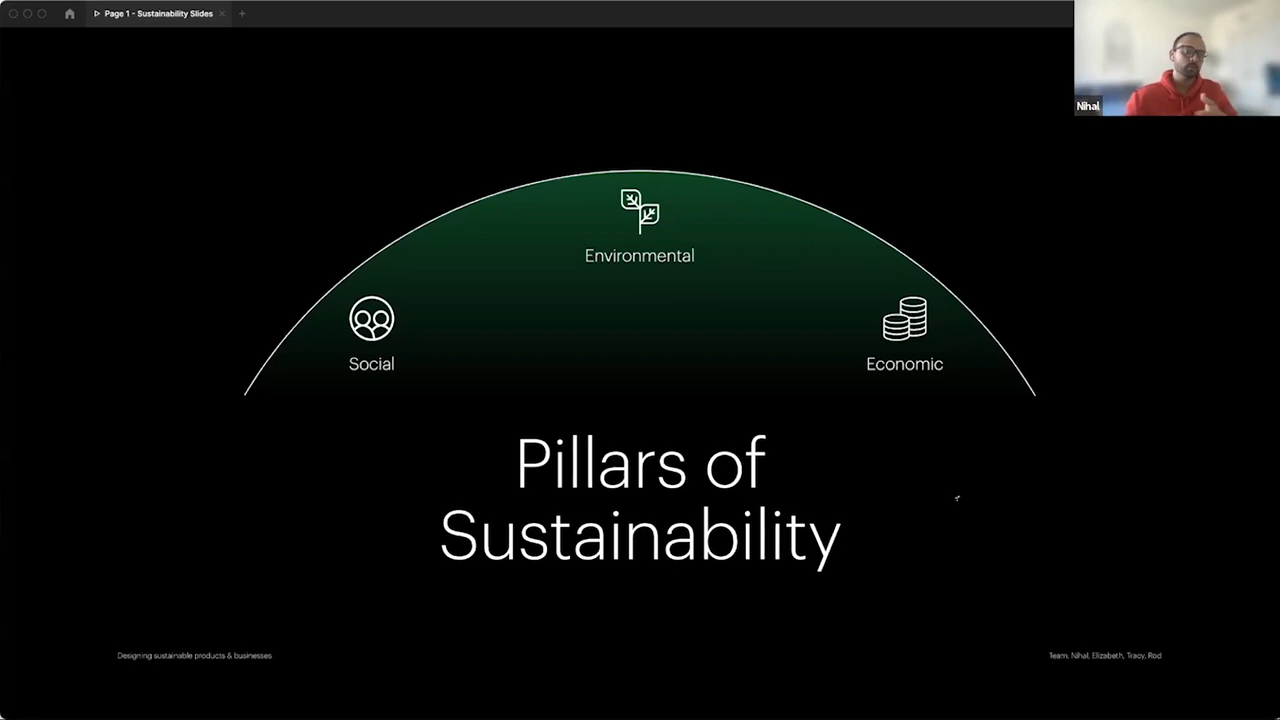 Page 1 - Sustainability Slides
Nihal
Environmental
Social
Economic
Pillars of
Sustainability
Designing sustainable products & businesses
Team: Nihal, Elizabeth, Tracy, Rod